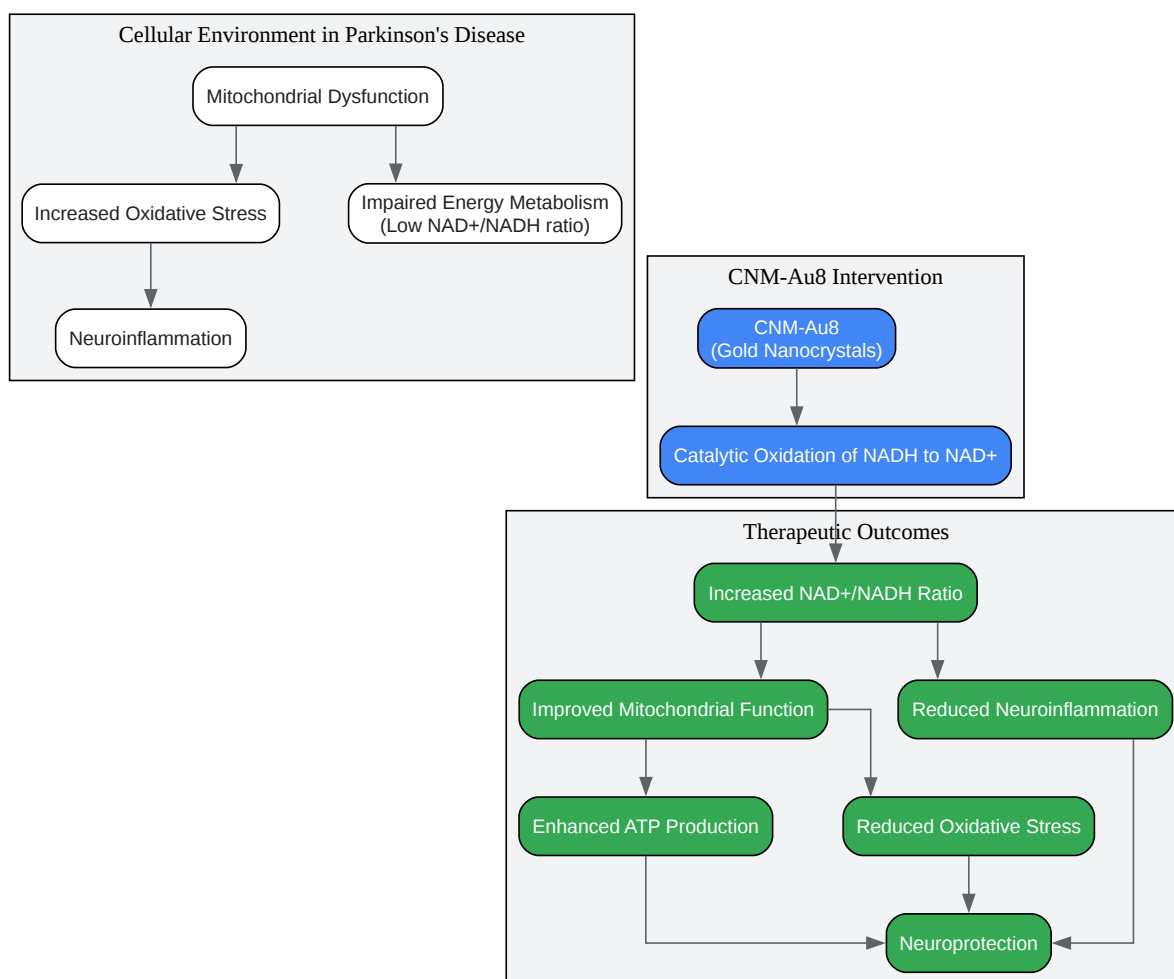 Cellular Environment in Parkinson's Disease
Mitochondrial Dysfunction
Increased Oxidative Stress
Impaired Energy Metabolism
(Low NAD+/NADH ratio)
Neuroinflammation
CNM-Au8 Intervention
CNM-Au8
(Gold Nanocrystals)
Catalytic Oxidation of NADH to NAD+
Therapeutic Outcomes
Increased NAD+/NADH Ratio
Improved Mitochondrial Function
Reduced Neuroinflammation
Enhanced ATP Production
Reduced Oxidative Stress
Neuroprotection